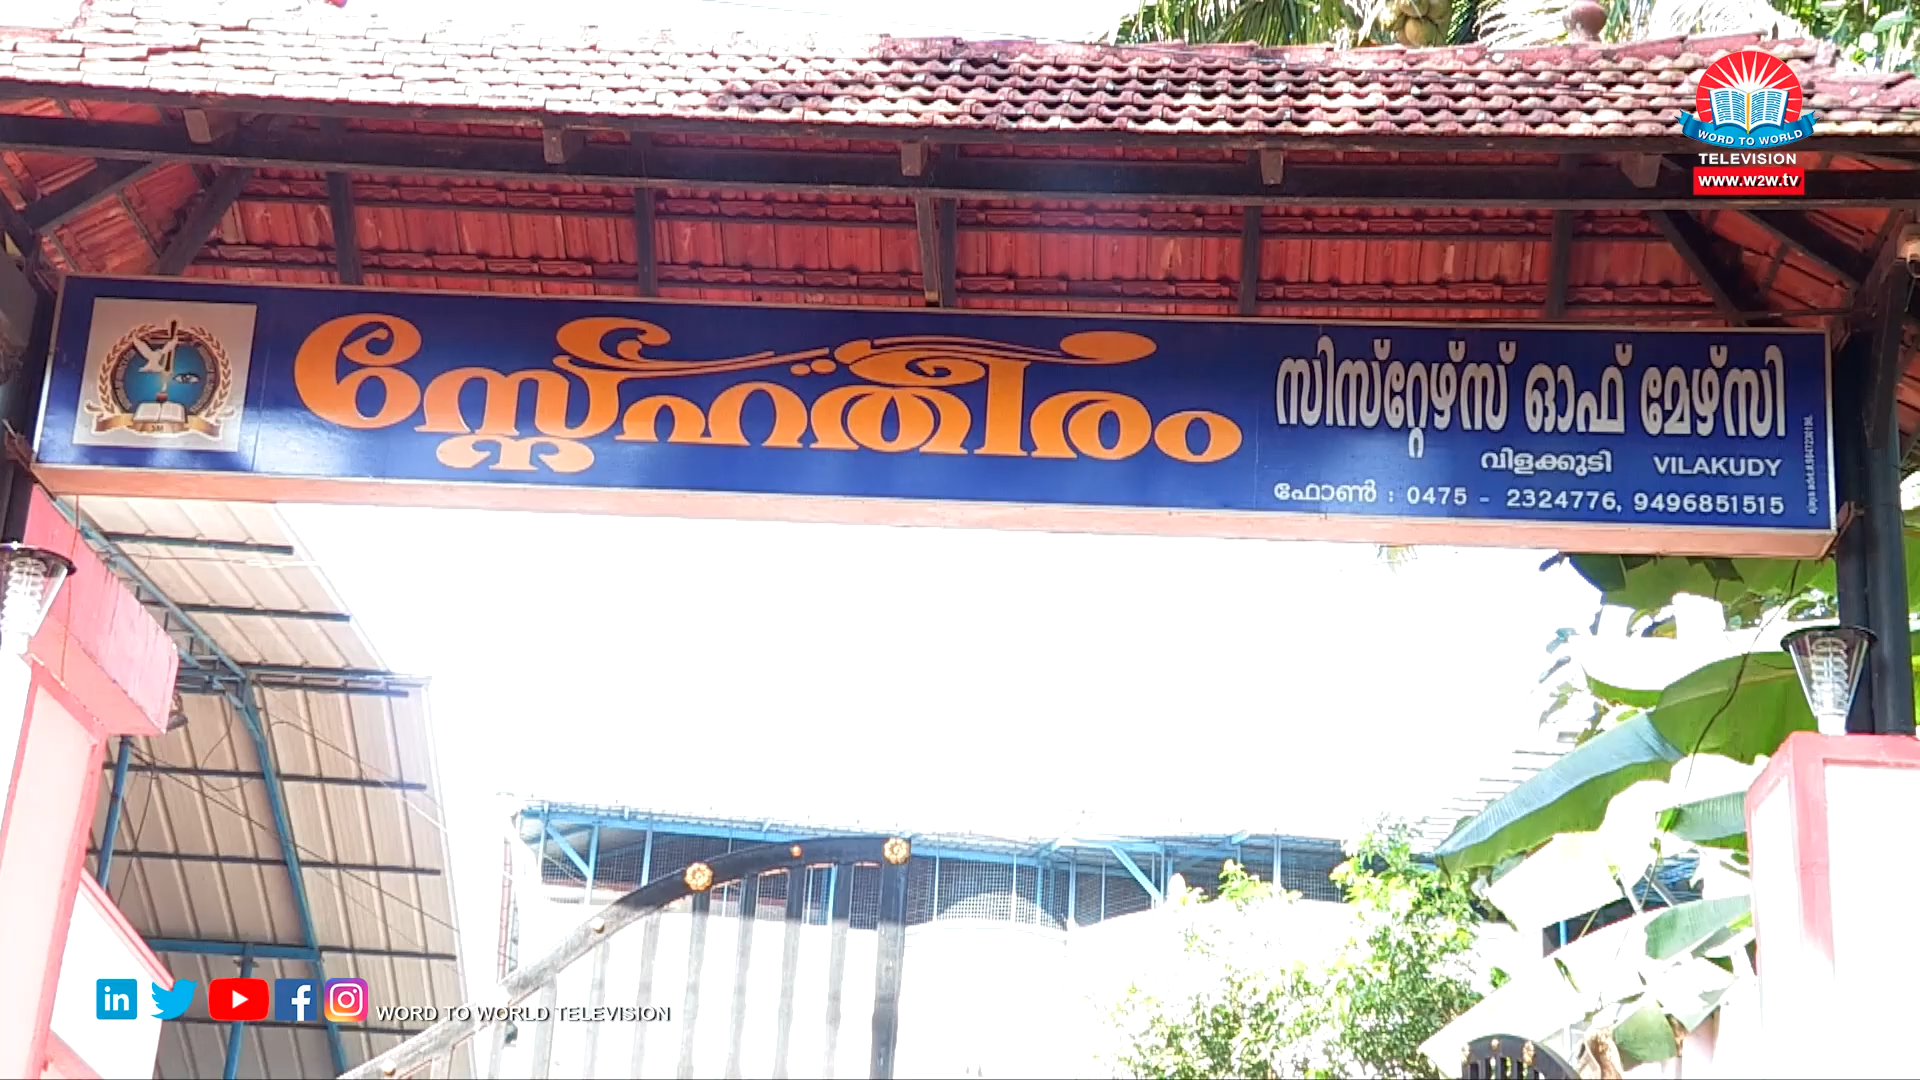 WORD TO WORLD
TELEVISION
www.w2w.tv
സ്നേഹതീരം
സിസ്റ്റേഴ്സ് ഓഫ് മേഴ്സി
വിളക്കുടി VILAKUDY
ഫോൺ : 0475 - 2324776, 9496851515
WORD TO WORLD TELEVISION